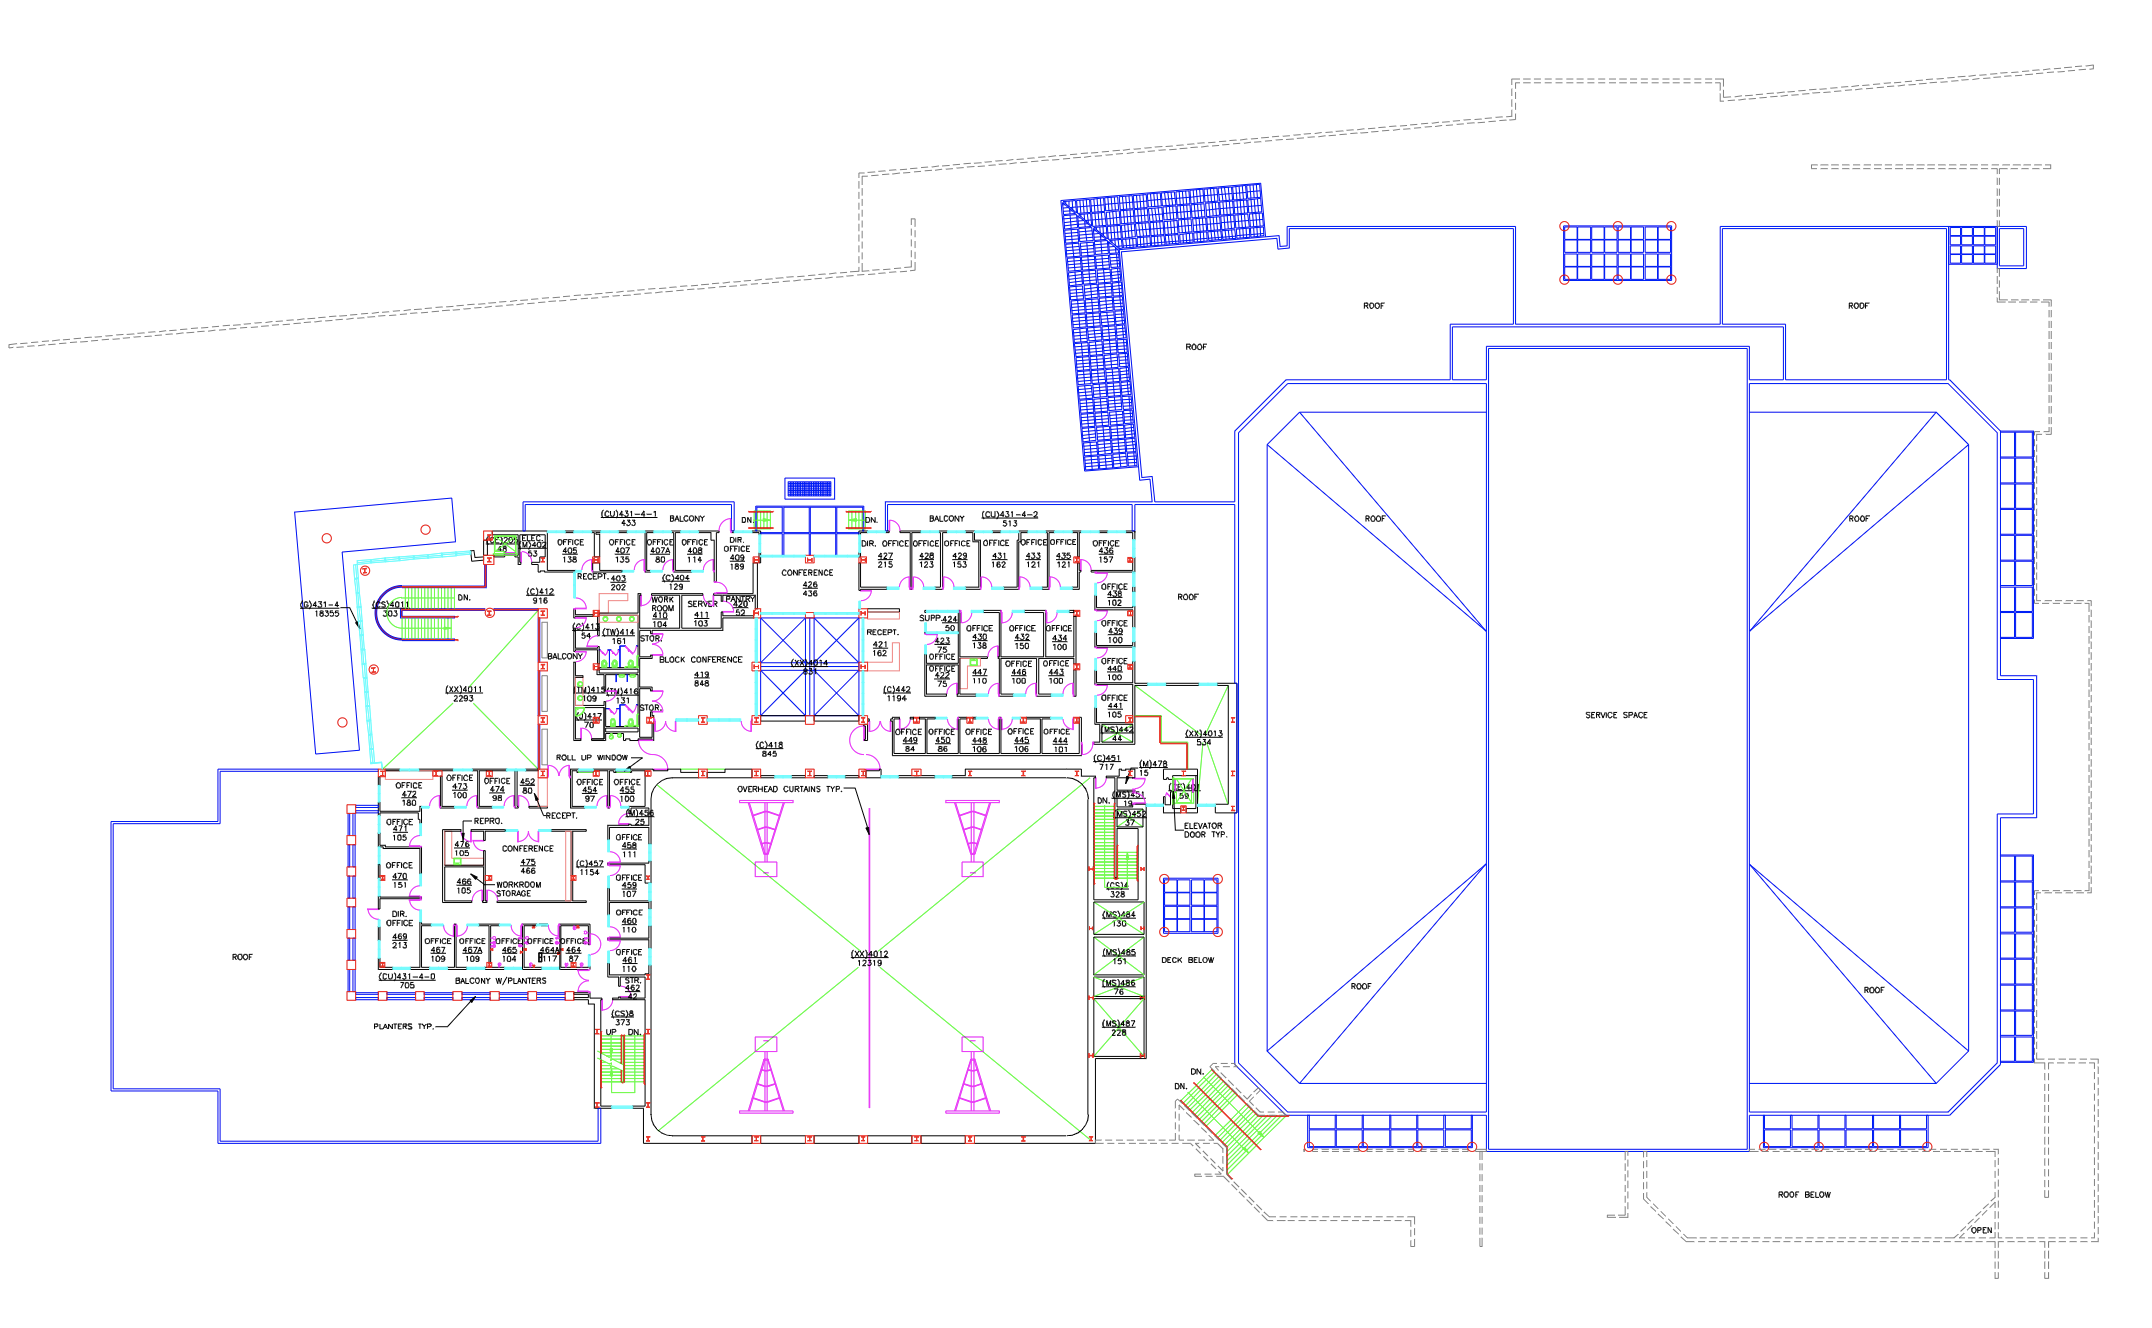 ROOF
ROOF
ROOF
(CU)431-4-1
433
BALCONY
DN.
DN.
BALCONY
(CU)431-4-2
513
ROOF
ROOF
ELEC.
(M)402
53
48
OFFICE
405
138
OFFICE
407
135
OFFICE
407A
80
OFFICE
408
114
DIR.
OFFICE
409
189
CONFERENCE
426
436
DIR. OFFICE
427
215
OFFICE
428
123
OFFICE
429
153
OFFICE
431
162
OFFICE
433
121
OFFICE
435
121
OFFICE
436
157
RECEPT.
403
202
(C)404
129
(C)412
916
DN.
(CS)4011
303
(G)431-4
18355
WORK
ROOM
410
104
SERVER
411
103
PANTRY
420
52
OFFICE
438
102
ROOF
(C)413
54
(TW)414
161
STOR.
SUPP.
424
50
RECEPT.
421
162
423
75
OFFICE
OFFICE
422
75
OFFICE
430
138
OFFICE
432
150
OFFICE
434
100
OFFICE
439
100
BALCONY
BLOCK CONFERENCE
419
848
(XX)4014
831
447
110
OFFICE
446
100
OFFICE
443
100
OFFICE
440
100
(XX)4011
2293
(TM)415
109
(TM)416
131
STOR.
(J)417
70
(C)442
1194
OFFICE
441
105
SERVICE SPACE
OFFICE
449
84
OFFICE
450
86
OFFICE
448
106
OFFICE
445
106
OFFICE
444
101
(MS)442
44
(XX)4013
534
(C)418
845
ROLL UP WINDOW
(C)451
717
(M)478
15
OFFICE
472
180
OFFICE
473
100
OFFICE
474
98
452
80
OFFICE
454
97
OFFICE
455
100
OVERHEAD CURTAINS TYP.
DN.
(MS)451
19
59
(MS)452
37
RECEPT.
REPRO.
(M)456
25
ELEVATOR
DOOR TYP.
OFFICE
471
105
476
105
CONFERENCE
475
466
OFFICE
458
111
(C)457
1154
OFFICE
470
151
466
105
WORKROOM
STORAGE
OFFICE
459
107
(CS)4
328
DIR.
OFFICE
469
213
OFFICE
460
110
(MS)484
130
OFFICE
467
109
OFFICE
467A
109
OFFICE
465
104
OFFICE
464A
117
OFFICE
464
87
OFFICE
461
110
(XX)4012
12319
(MS)485
151
DECK BELOW
ROOF
(CU)431-4-0
705
BALCONY W/PLANTERS
STR.
462
42
(MS)486
76
ROOF
ROOF
PLANTERS TYP.
(CS)8
373
UP
DN.
(MS)487
228
DN.
DN.
ROOF BELOW
OPEN